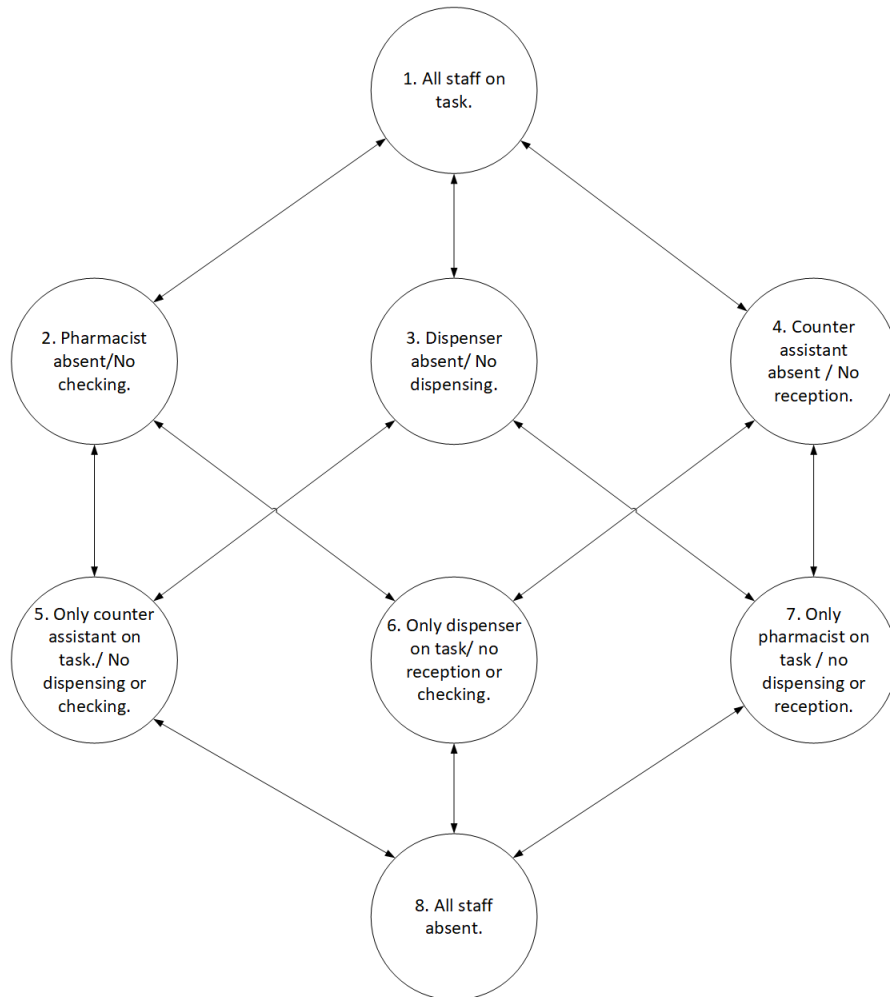 1. All staff on
task.
2. Pharmacist
absent/No
checking.
3. Dispenser
absent/ No
dispensing.
4. Counter
assistant
absent / No
reception.
5. Only counter
assistant on
task./ No
dispensing or
checking.
6. Only dispenser
on task/ no
reception or
checking.
7. Only
pharmacist on
task / no
dispensing or
reception.
8. All staff
absent.